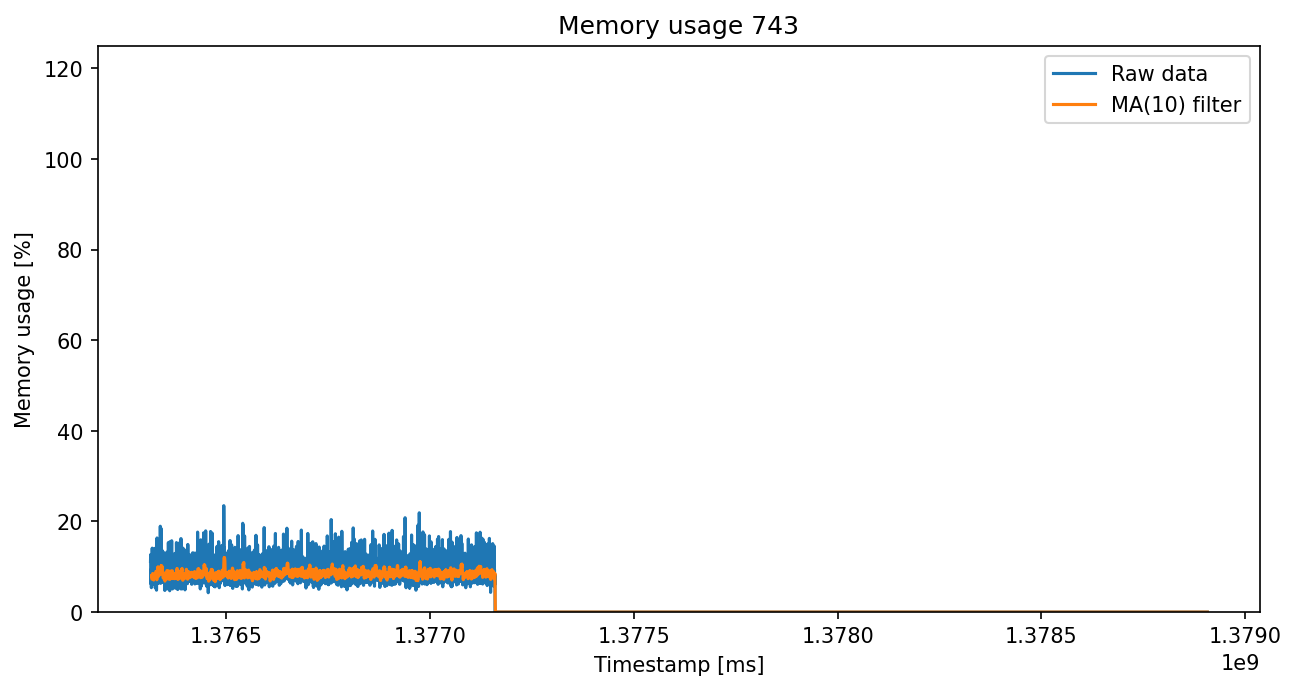 Memory usage 743
Raw data
MA(10) filter
Memory usage [%]
120
100
80
60
40
20
0
1.3765 1.3770 1.3775 1.3780 1.3785 1.3790
1e9
Timestamp [ms]